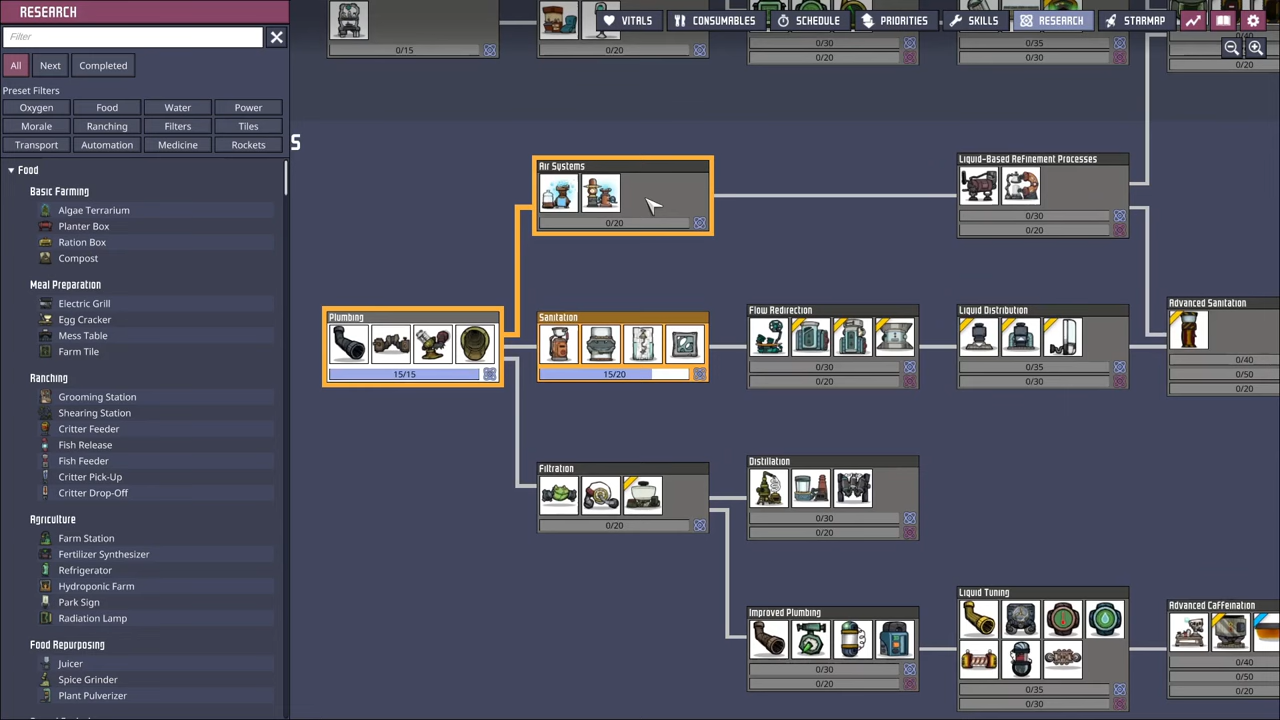 RESEARCH
VITALS
CONSUMABLES
SCHEDULE
PRIORITIES
SKILLS
RESEARCH
STARMAP
Filter
All
Next
Completed
Preset Filters
Oxygen
Food
Water
Power
Morale
Ranching
Filters
Tiles
Transport
Automation
Medicine
Rockets
Food
Basic Farming
Algae Terrarium
Planter Box
Ration Box
Compost
Meal Preparation
Electric Grill
Egg Cracker
Mess Table
Farm Tile
Ranching
Grooming Station
Shearing Station
Critter Feeder
Fish Release
Fish Feeder
Critter Pick-Up
Critter Drop-Off
Agriculture
Farm Station
Fertilizer Synthesizer
Refrigerator
Hydroponic Farm
Park Sign
Radiation Lamp
Food Repurposing
Juicer
Spice Grinder
Plant Pulverizer
0/15
0/20
0/30
0/20
0/35
0/30
0/20
S
Air Systems
0/20
Liquid-Based Refinement Processes
0/30
0/20
Plumbing
15/15
Sanitation
15/20
Flow Redirection
0/30
0/20
Liquid Distribution
0/35
0/30
Advanced Sanitation
0/40
0/50
0/20
Filtration
0/20
Distillation
0/30
0/20
Improved Plumbing
0/30
0/20
Liquid Tuning
0/35
0/30
Advanced Caffeination
0/40
0/50
0/20